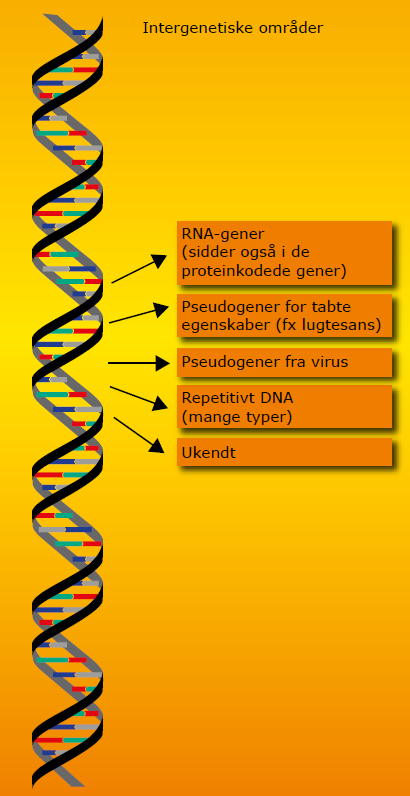 Intergenetiske områder
RNA-gener
(sidder også i de
proteinkodede gener)
Pseudogener for tabte
egenskaber (fx lugtesans)
Pseudogener fra virus
Repetitivt DNA
(mange typer)
Ukendt